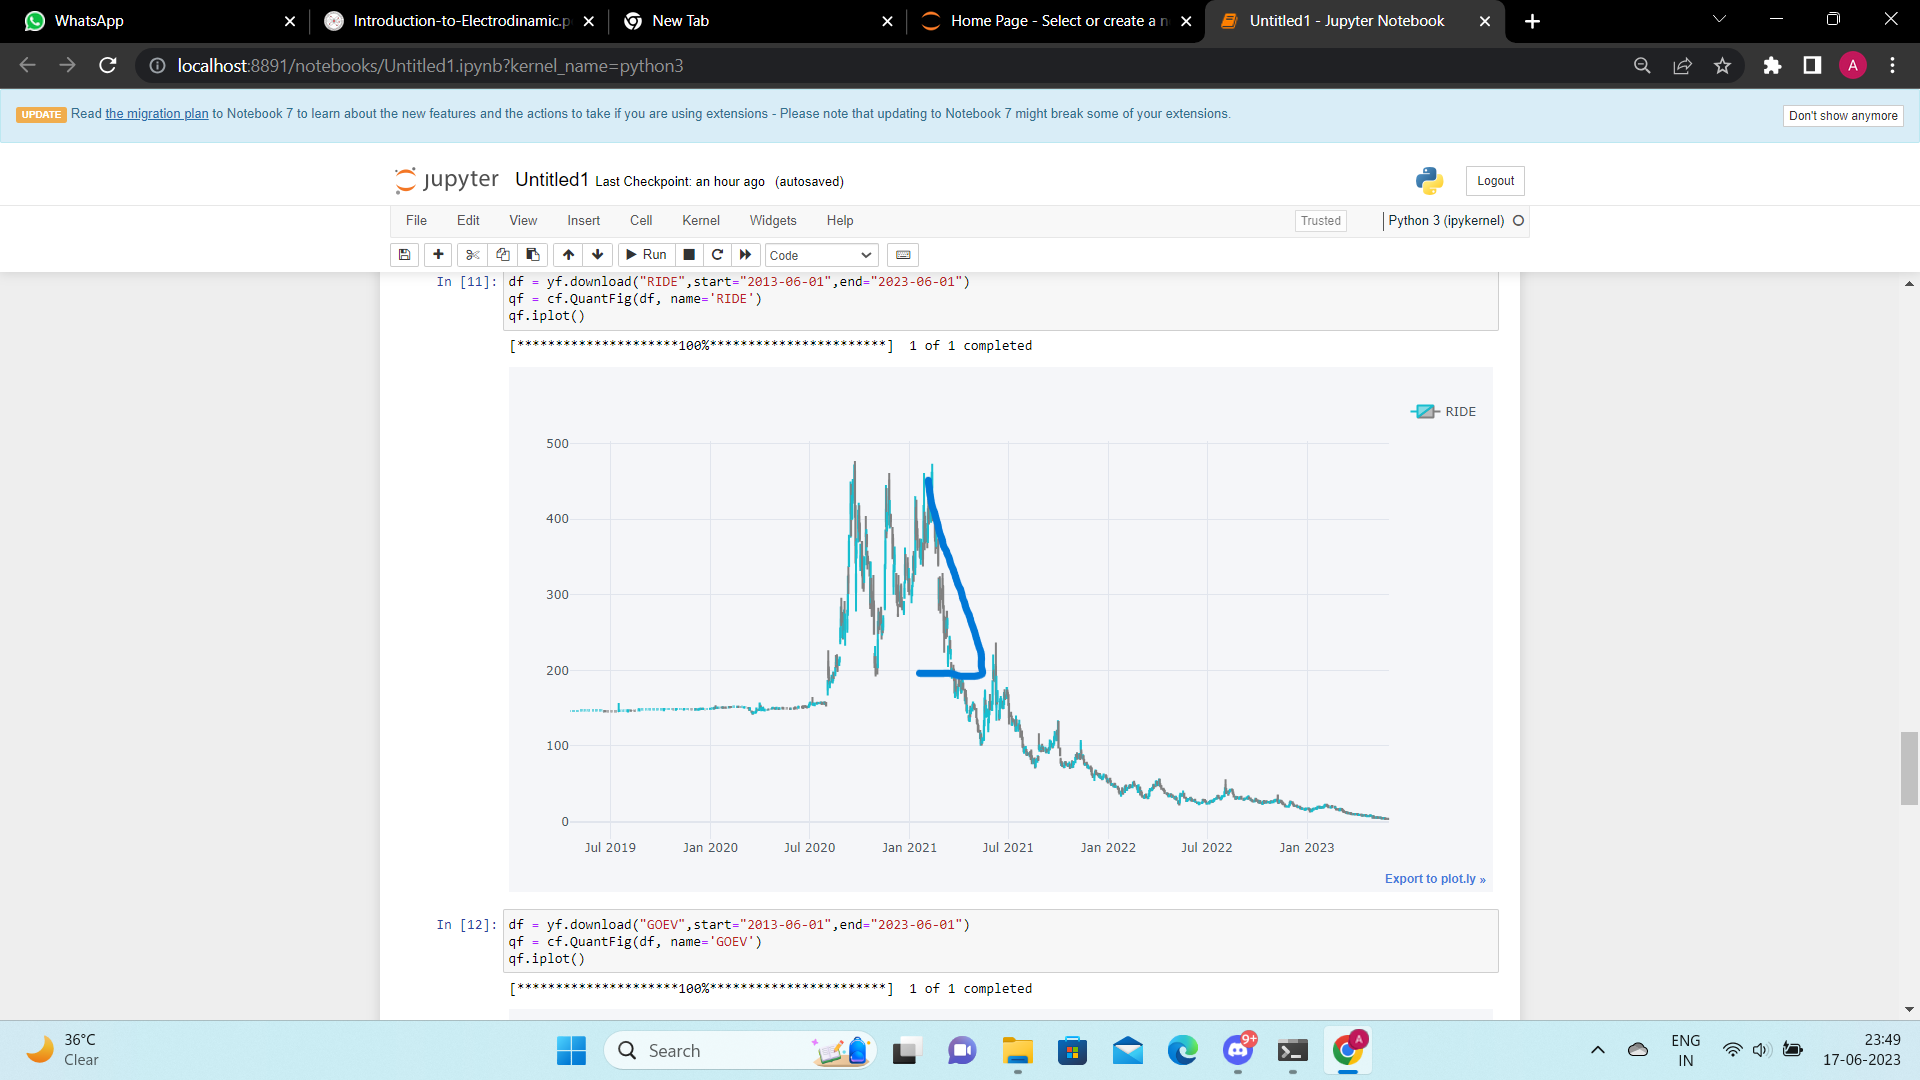 WhatsApp
Introduction-to-Electrodinamic.p
New Tab
Home Page - Select or create a n
Untitled1 - Jupyter Notebook
localhost:8891/notebooks/Untitled1.ipynb?kernel_name=python3
A
UPDATE Read the migration plan to Notebook 7 to learn about the new features and the actions to take if you are using extensions - Please note that updating to Notebook 7 might break some of your extensions.
Don't show anymore
jupyter Untitled1 Last Checkpoint: an hour ago (autosaved)
Logout
File Edit View Insert Cell Kernel Widgets Help
Trusted
Python 3 (ipykernel)
Run
Code
In [11]: df = yf.download("RIDE",start="2013-06-01",end="2023-06-01")
qf = cf.QuantFig(df, name='RIDE')
qf.iplot()
[*********************100%***********************] 1 of 1 completed
RIDE
500
400
300
200
100
0
Jul 2019 Jan 2020 Jul 2020 Jan 2021 Jul 2021 Jan 2022 Jul 2022 Jan 2023
Export to plot.ly »
In [12]: df = yf.download("GOEV",start="2013-06-01",end="2023-06-01")
qf = cf.QuantFig(df, name='GOEV')
qf.iplot()
[*********************100%***********************] 1 of 1 completed
36°C
Clear
Search
9+
A
ENG
IN
23:49
17-06-2023